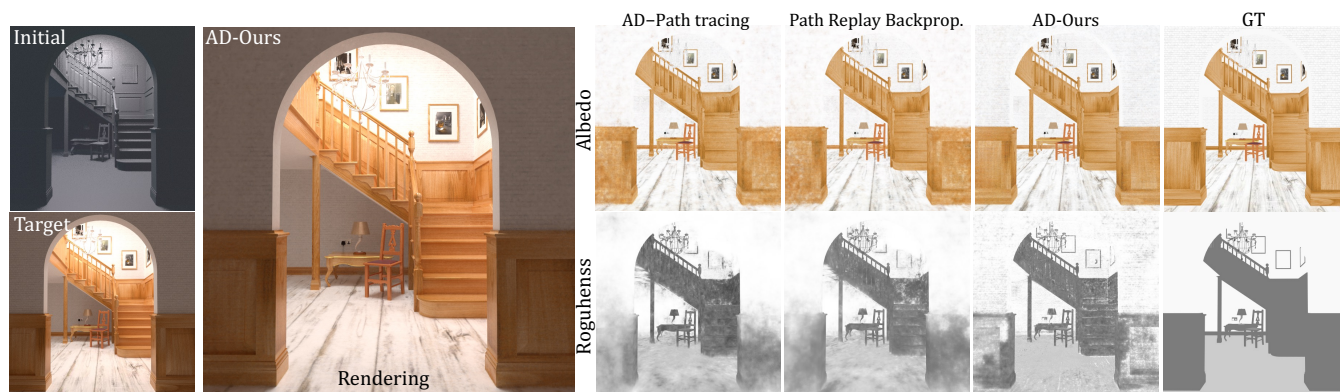 Initial
AD-Ours
AD–Path tracing
Path Replay Backprop.
AD-Ours
GT
Albedo
Target
Roguhenss
Rendering